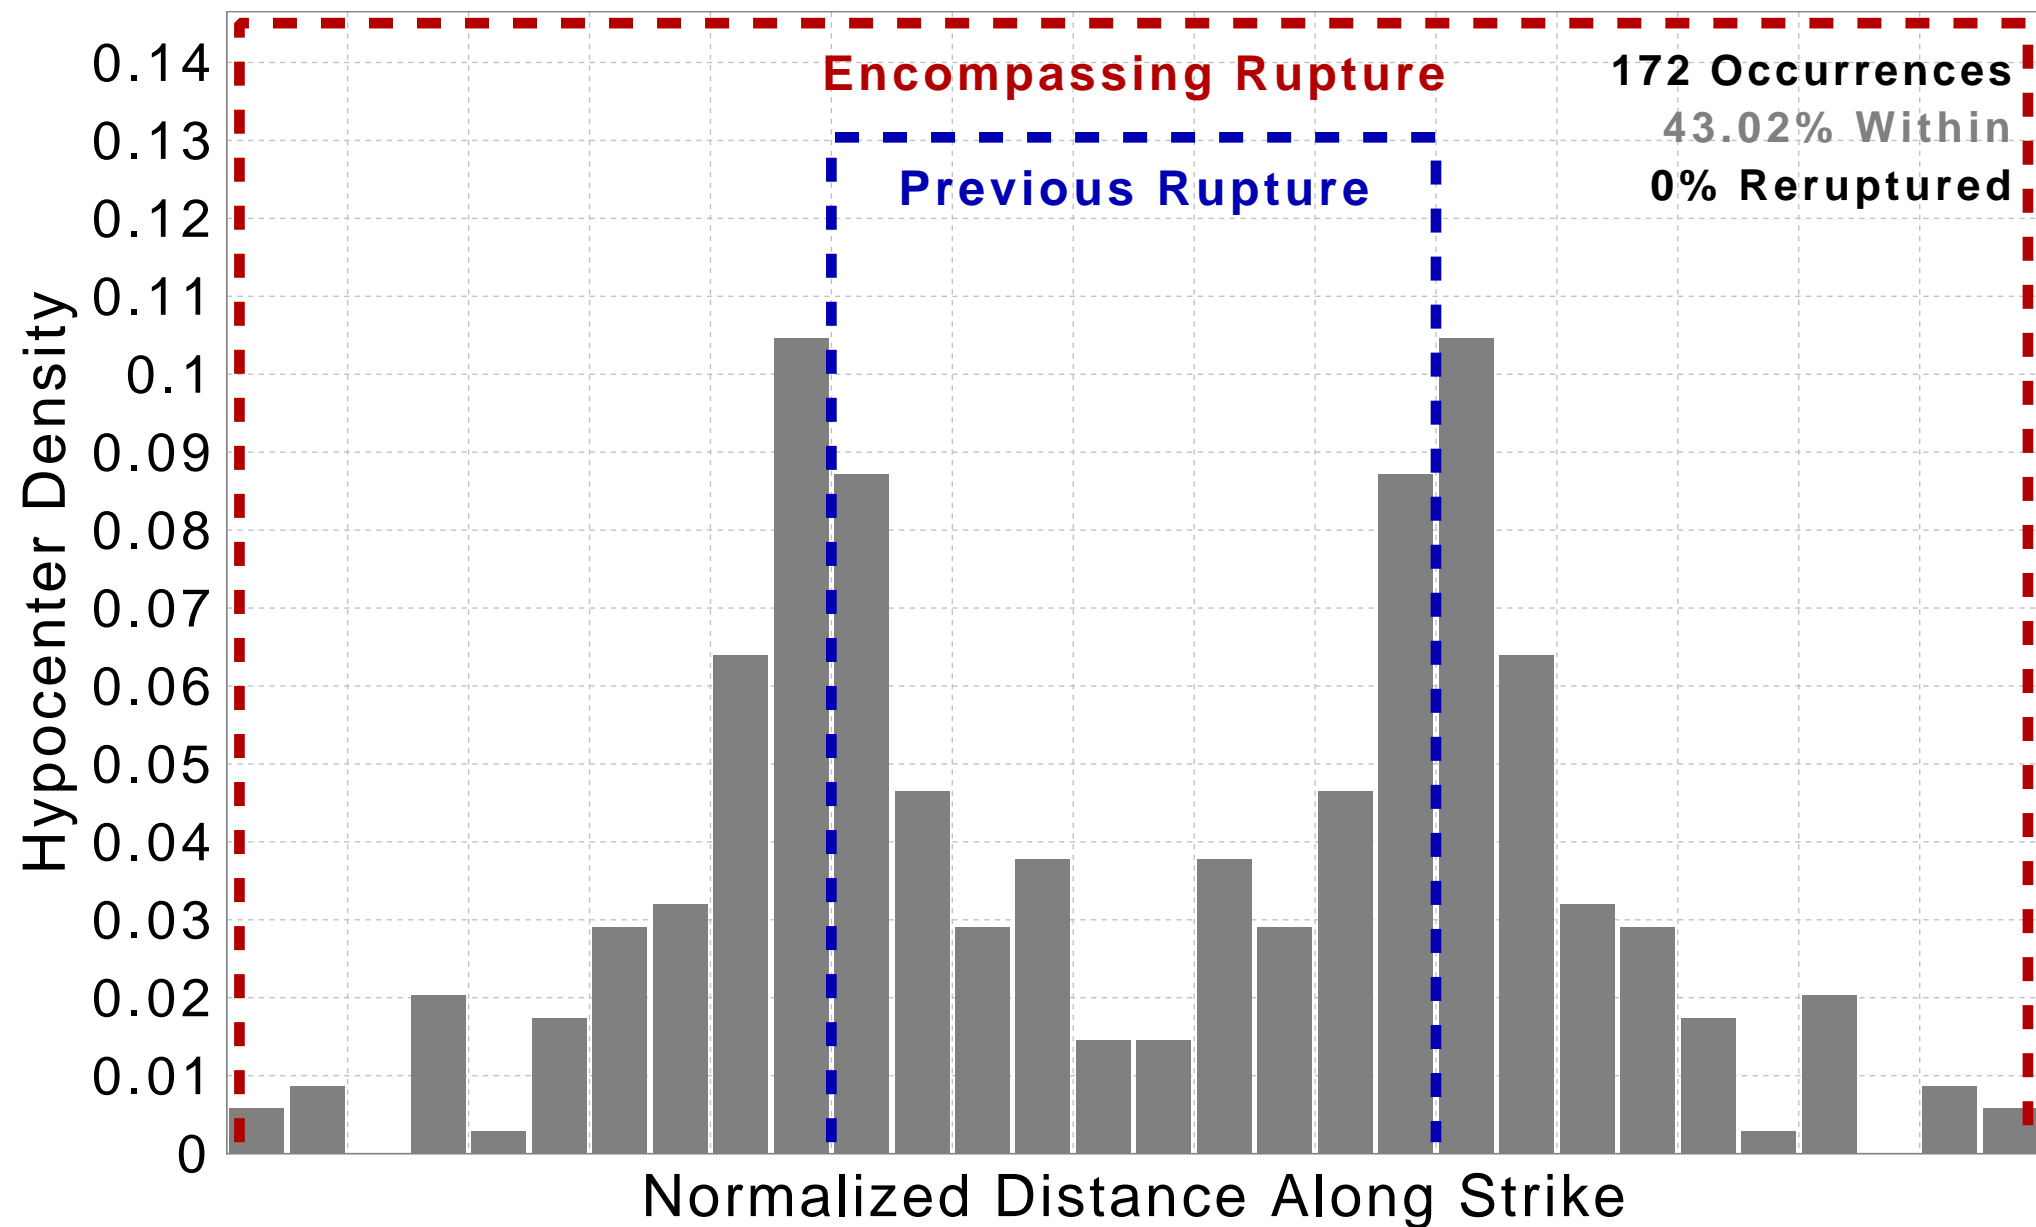 0.14
0.13
0.12
0.11
0.1
0.09
0.08
0.07
0.06
0.05
0.04
0.03
0.02
0.01
0
Hypocenter Density
Encompassing Rupture
Previous Rupture
172 Occurrences
43.02% Within
0% Reruptured
Normalized Distance Along Strike